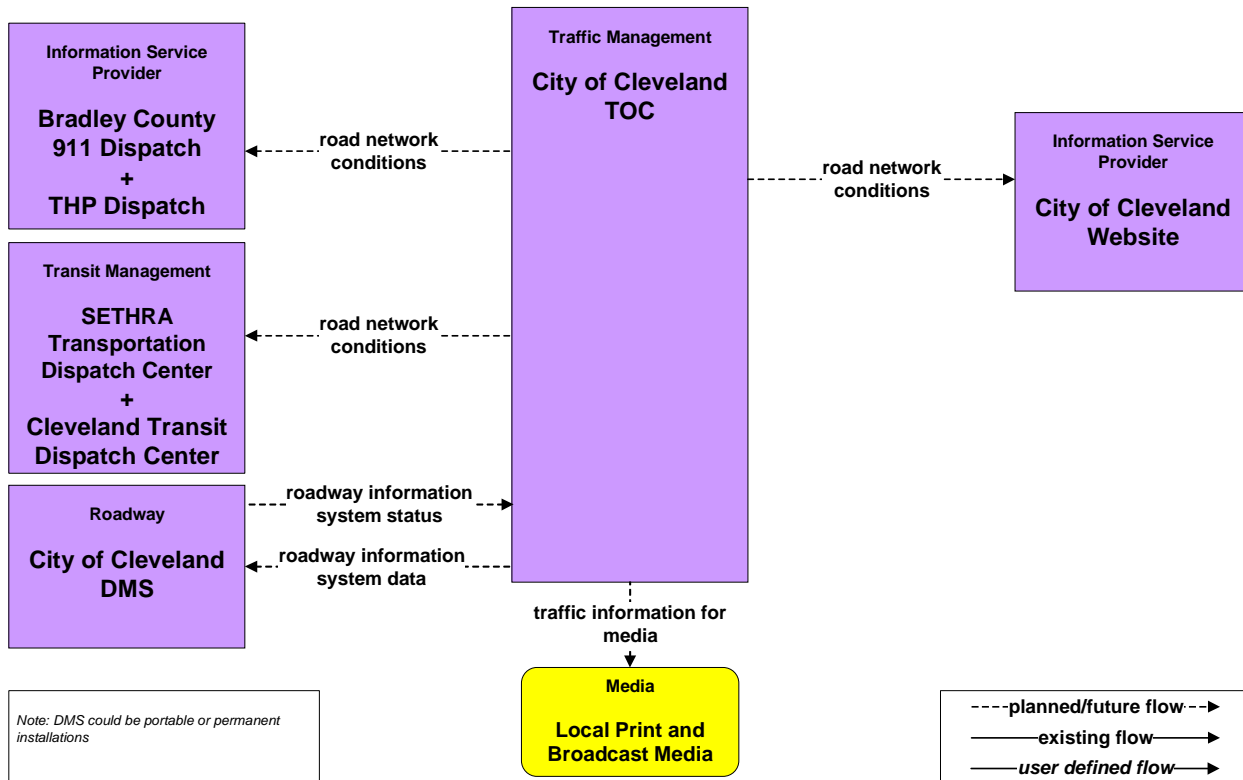 Information Service
Provider
Bradley County
911 Dispatch
+
THP Dispatch
road network
conditions
Traffic Management
City of Cleveland
TOC
road network
conditions
Information Service
Provider
City of Cleveland
Website
Transit Management
SETHRA
Transportation
Dispatch Center
+
Cleveland Transit
Dispatch Center
road network
conditions
Roadway
City of Cleveland
DMS
roadway information
system status
roadway information
system data
traffic information for
media
Media
Local Print and
Broadcast Media
Note: DMS could be portable or permanent
installations
planned/future flow
existing flow
user defined flow